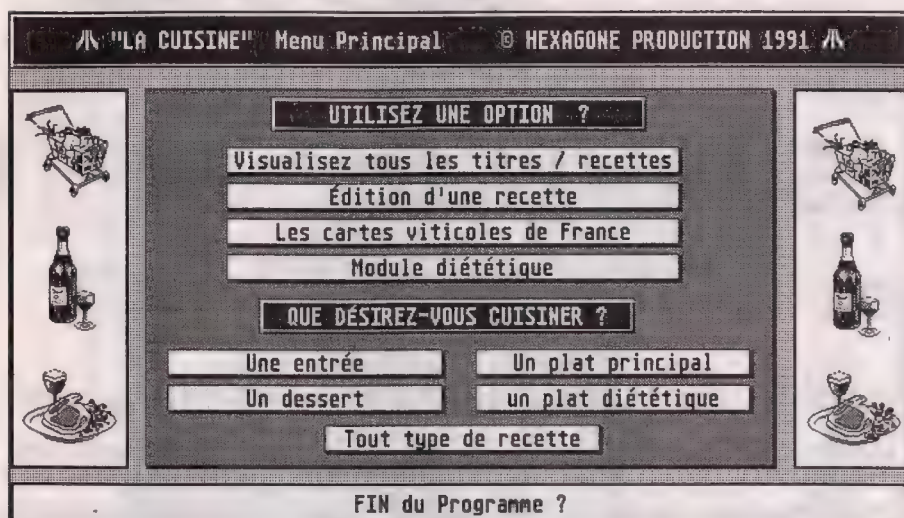 "LA CUISINE" Menu Principal © HEXAGONE PRODUCTION 1991
UTILISEZ UNE OPTION ?
Visualisez tous les titres / recettes
Édition d'une recette
Les cartes viticoles de France
Module diététique
QUE DÉSIREZ-VOUS CUISINER ?
Une entrée
Un plat principal
Un dessert
un plat diététique
Tout type de recette
FIN du Programme ?